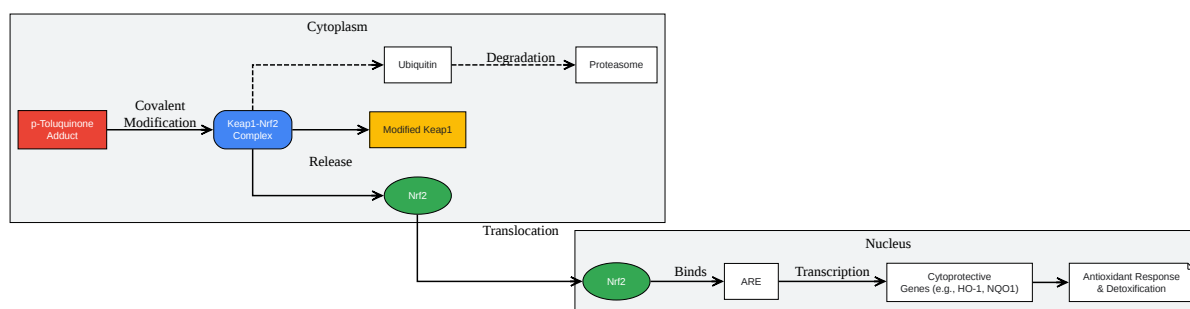 Cytoplasm
Ubiquitin
Degradation
Proteasome
p-Toluquinone
Adduct
Covalent
Modification
Keap1-Nrf2
Complex
Modified Keap1
Release
Nrf2
Translocation
Nucleus
Nrf2
Binds
ARE
Transcription
Cytoprotective
Genes (e.g., HO-1, NQO1)
Antioxidant Response
& Detoxification